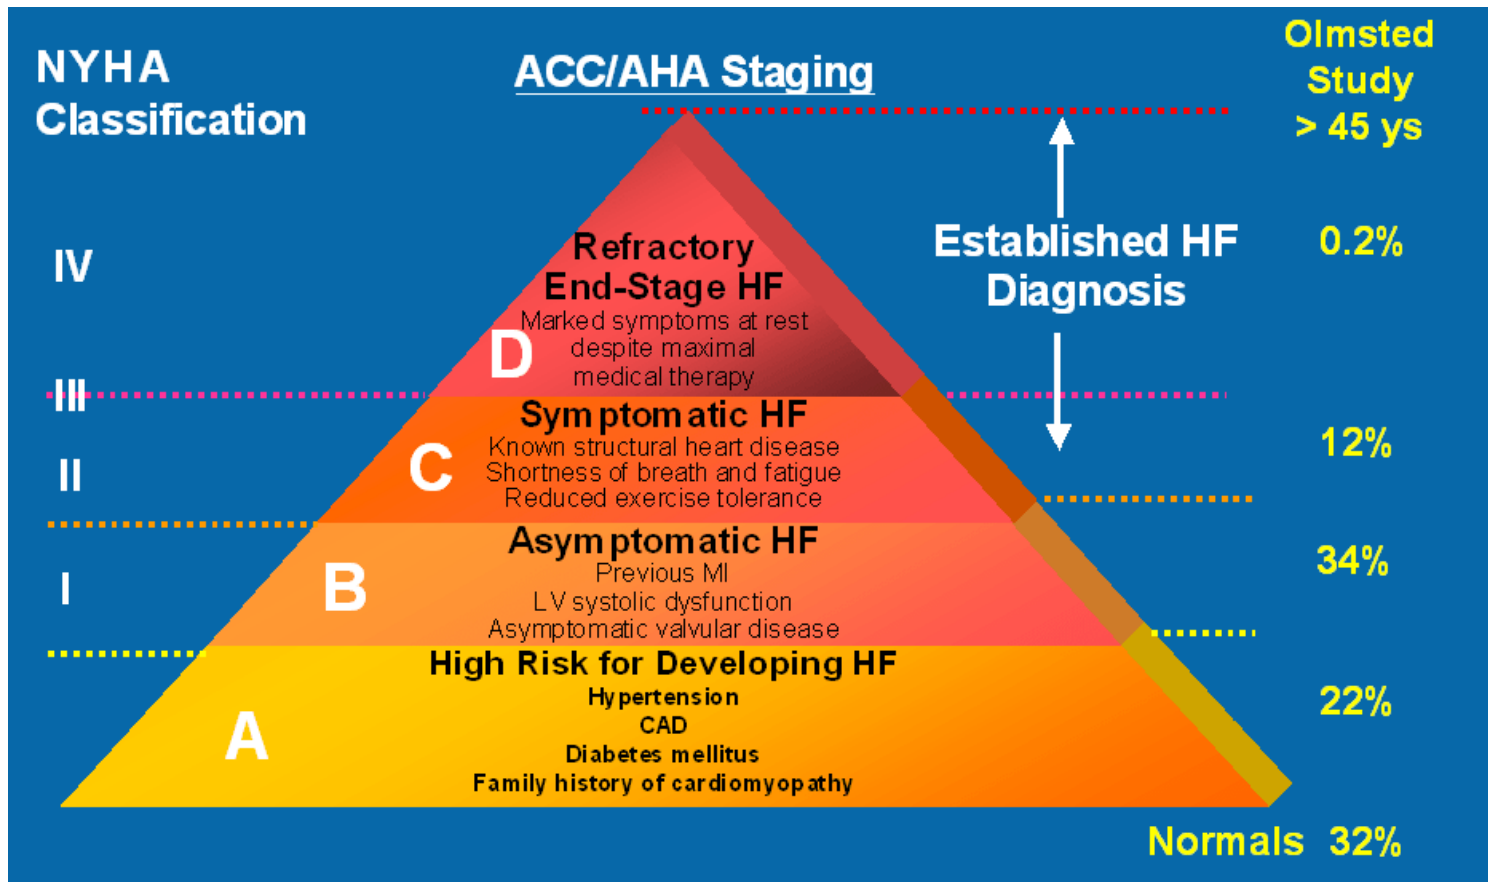 NYHA
Classification
ACC/AHA Staging
Olmsted
Study
> 45 ys
IV
III
II
I
Refractory
End-Stage HF
Marked symptoms at rest
despite maximal
medical therapy
D
Symptomatic HF
Known structural heart disease
Shortness of breath and fatigue
Reduced exercise tolerance
C
Asymptomatic HF
Previous MI
LV systolic dysfunction
Asymptomatic valvular disease
B
High Risk for Developing HF
Hypertension
CAD
Diabetes mellitus
Family history of cardiomyopathy
A
Established HF
Diagnosis
0.2%
12%
34%
22%
Normals 32%